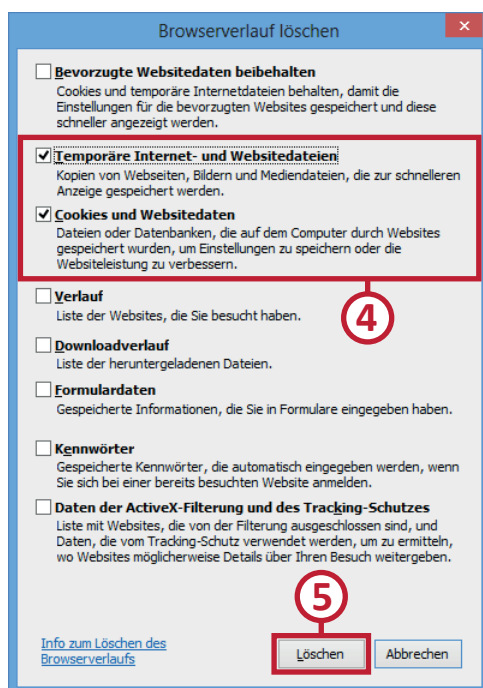 Browserverlauf löschen
×
Bevorzugte Websitedaten beibehalten
Cookies und temporäre Internetdateien behalten, damit die
Einstellungen für die bevorzugten Websites gespeichert und diese
schneller angezeigt werden.
Temporäre Internet- und Websitedateien
Kopien von Webseiten, Bildern und Mediendateien, die zur schnelleren
Anzeige gespeichert werden.
Cookies und Websitedaten
Dateien oder Datenbanken, die auf dem Computer durch Websites
gespeichert wurden, um Einstellungen zu speichern oder die
Websiteleistung zu verbessern.
Verlauf
Liste der Websites, die Sie besucht haben.
4
Downloadverlauf
Liste der heruntergeladenen Dateien.
Formulardaten
Gespeicherte Informationen, die Sie in Formulare eingegeben haben.
Kennwörter
Gespeicherte Kennwörter, die automatisch eingegeben werden, wenn
Sie sich bei einer bereits besuchten Website anmelden.
Daten der ActiveX-Filterung und des Tracking-Schutzes
Liste mit Websites, die von der Filterung ausgeschlossen sind, und
Daten, die vom Tracking-Schutz verwendet werden, um zu ermitteln,
wo Websites möglicherweise Details über Ihren Besuch weitergeben.
5
Info zum Löschen des
Browserverlaufs
Löschen
Abbrechen